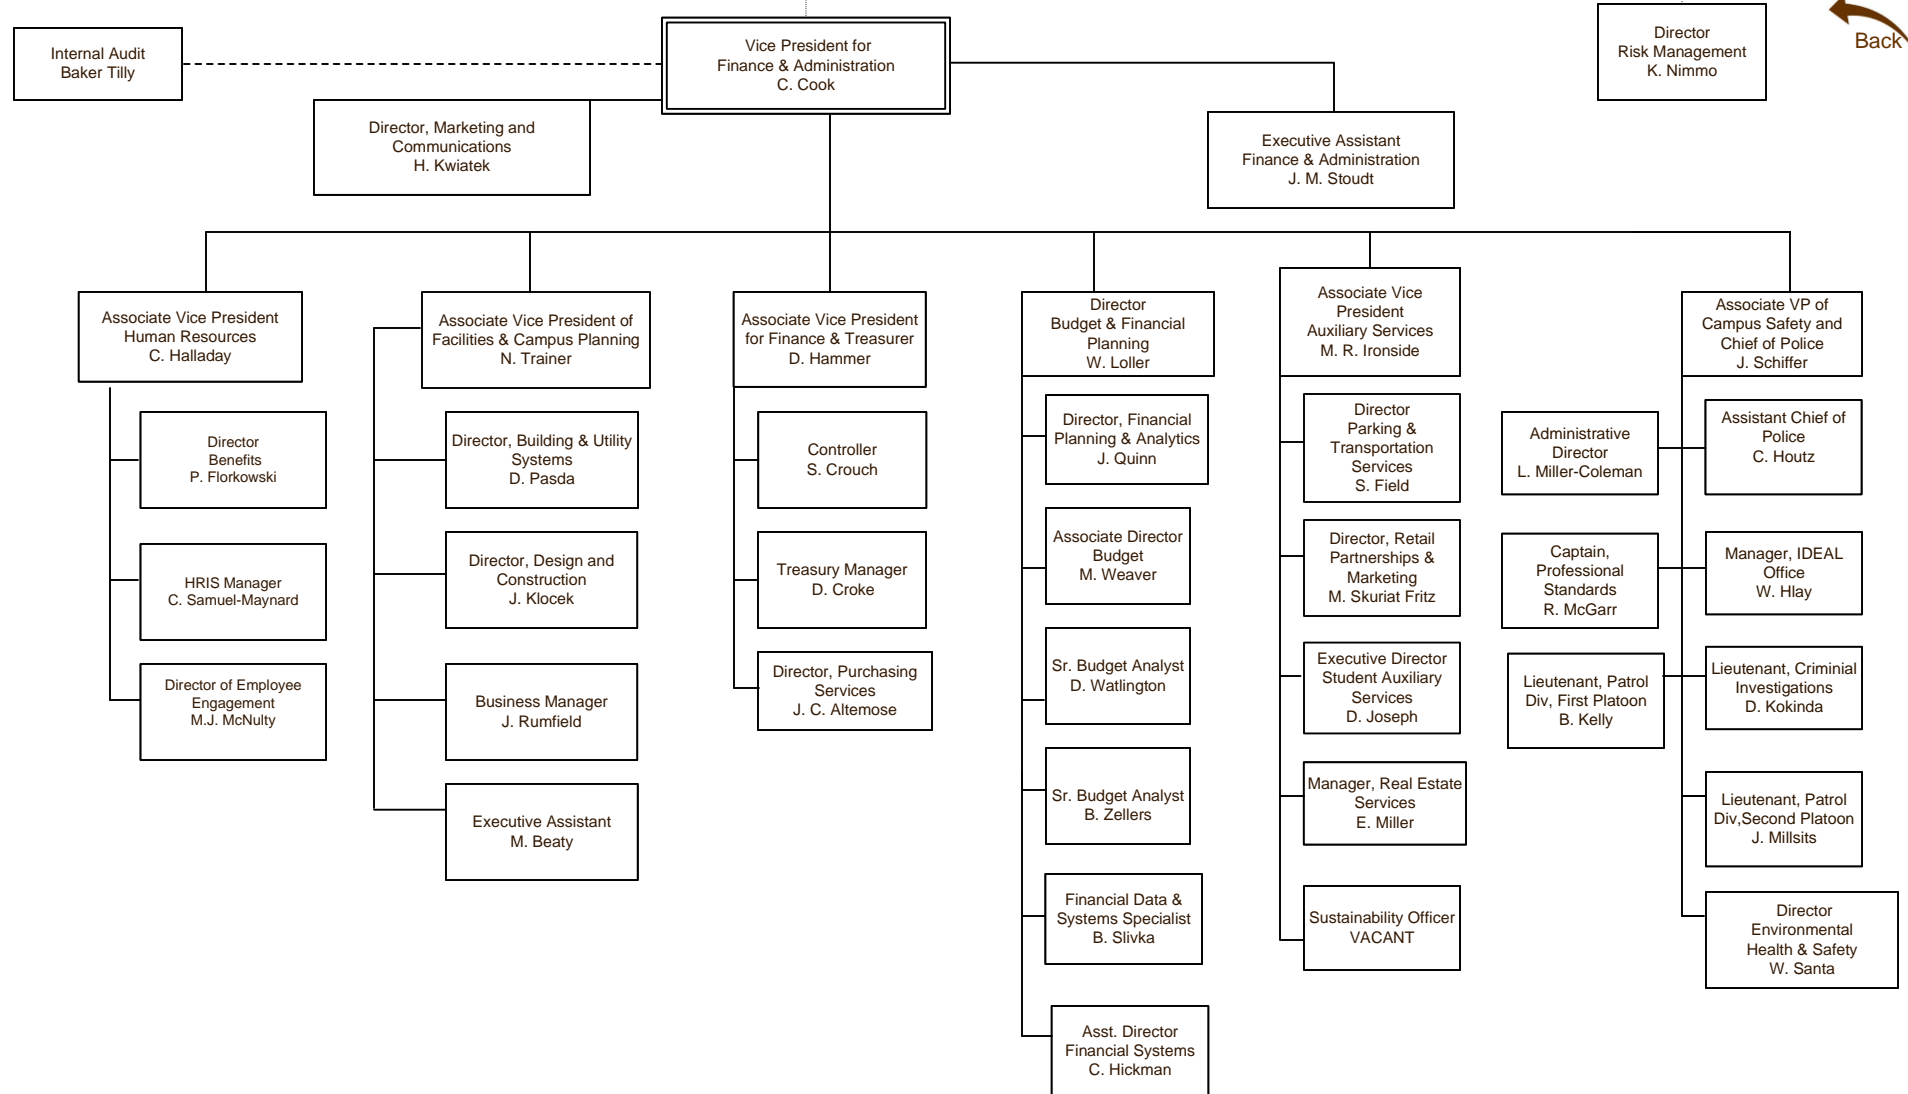 Internal Audit
Baker Tilly
Vice President for
Finance & Administration
C. Cook
Director
Risk Management
K. Nimmo
Back
Director, Marketing and
Communications
H. Kwiatek
Executive Assistant
Finance & Administration
J. M. Stoudt
Associate Vice President
Human Resources
C. Halladay
Director
Benefits
P. Florkowski
HRIS Manager
C. Samuel-Maynard
Director of Employee
Engagement
M.J. McNulty
Associate Vice President of
Facilities & Campus Planning
N. Trainer
Director, Building & Utility
Systems
D. Pasda
Director, Design and
Construction
J. Klocek
Business Manager
J. Rumfield
Executive Assistant
M. Beaty
Associate Vice President
for Finance & Treasurer
D. Hammer
Controller
S. Crouch
Treasury Manager
D. Croke
Director, Purchasing
Services
J. C. Altemose
Director
Budget & Financial
Planning
W. Loller
Director, Financial
Planning & Analytics
J. Quinn
Associate Director
Budget
M. Weaver
Sr. Budget Analyst
D. Watlington
Sr. Budget Analyst
B. Zellers
Financial Data &
Systems Specialist
B. Slivka
Asst. Director
Financial Systems
C. Hickman
Associate Vice
President
Auxiliary Services
M. R. Ironside
Director
Parking &
Transportation
Services
S. Field
Director, Retail
Partnerships &
Marketing
M. Skuriat Fritz
Executive Director
Student Auxiliary
Services
D. Joseph
Manager, Real Estate
Services
E. Miller
Sustainability Officer
VACANT
Associate VP of
Campus Safety and
Chief of Police
J. Schiffer
Administrative
Director
L. Miller-Coleman
Assistant Chief of
Police
C. Houtz
Captain,
Professional
Standards
R. McGarr
Manager, IDEAL
Office
W. Hlay
Lieutenant, Patrol
Div, First Platoon
B. Kelly
Lieutenant, Criminial
Investigations
D. Kokinda
Lieutenant, Patrol
Div,Second Platoon
J. Millsits
Director
Environmental
Health & Safety
W. Santa